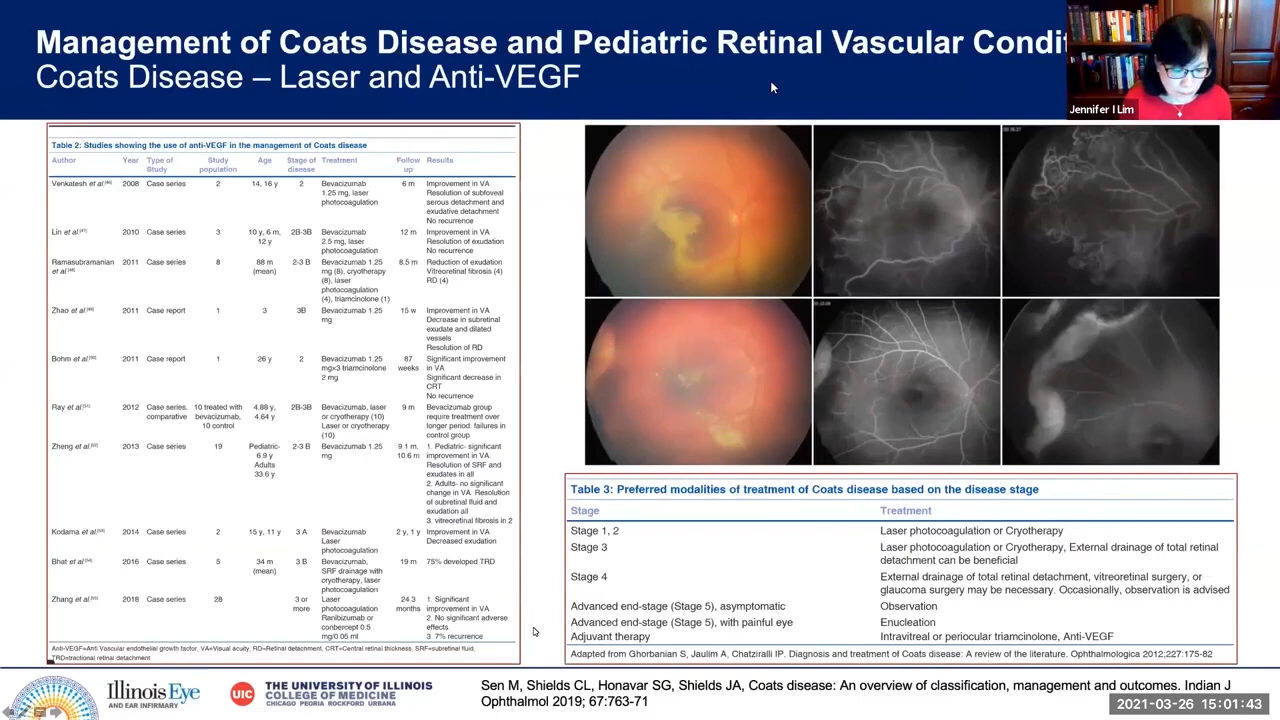 Management of Coats Disease and Pediatric Retinal Vascular Condit
Coats Disease – Laser and Anti-VEGF
Jennifer I Lim
Table 2: Studies showing the use of anti-VEGF in the management of Coats disease
Author Year Type of Study Study population Age Stage of disease Treatment Follow up Results
Venkatesh et al.[46] 2008 Case series 2 14, 16 y 2 Bevacizumab 1.25 mg, laser photocoagulation 6 m Improvement in VA Resolution of subfoveal serous detachment and exudative detachment No recurrence
Lin et al.[47] 2010 Case series 3 10 y, 6 m, 12 y 2B-3B Bevacizumab 2.5 mg, laser photocoagulation 12 m Improvement in VA Resolution of exudation No recurrence
Ramasubramanian et al.[48] 2011 Case series 8 88 m (mean) 2-3 B Bevacizumab 1.25 mg (8), cryotherapy (8), laser photocoagulation (4), triamcinolone (1) 8.5 m Reduction of exudation Vitreoretinal fibrosis (4) RD (4)
Zhao et al.[49] 2011 Case report 1 3 3B Bevacizumab 1.25 mg 15 w Improvement in VA Decrease in subretinal exudate and dilated vessels Resolution of RD
Bohm et al.[50] 2011 Case report 1 26 y 2 Bevacizumab 1.25 mg×3 triamcinolone 2 mg 87 weeks Significant improvement in VA Significant decrease in CRT No recurrence
Ray et al.[51] 2012 Case series, comparative 10 treated with bevacizumab, 10 control 4.88 y, 4.64 y 2B-3B Bevacizumab, laser or cryotherapy (10) Laser or cryotherapy (10) 9 m Bevacizumab group require treatment over longer period. failures in control group
Zheng et al.[52] 2013 Case series 19 Pediatric- 6.9 y Adults 33.6 y 2-3 B Bevacizumab 1.25 mg 9.1 m, 10.6 m 1. Pediatric- significant improvement in VA. Resolution of SRF and exudates in all 2. Adults- no significant change in VA. Resolution of subretinal fluid and exudation all 3. vitreoretinal fibrosis in 2
Kodama et al.[53] 2014 Case series 2 15 y, 11 y 3 A Bevacizumab Laser photocoagulation 2 y, 1 y Improvement in VA Decreased exudation
Bhat et al.[54] 2016 Case series 5 34 m (mean) 3 B Bevacizumab, SRF drainage with cryotherapy, laser photocoagulation 19 m 75% developed TRD
Zhang et al.[55] 2018 Case series 28 3 or more Laser photocoagulation Ranibizumab or conbercept 0.5 mg/0.05 ml 24.3 months 1. Significant improvement in VA 2. No significant adverse effects 3. 7% recurrence
Anti-VEGF=Anti Vascular endothelial growth factor, VA=Visual acuity, RD=Retinal detachment, CRT=Central retinal thickness, SRF=subretinal fluid,
TRD=tractional retinal detachment
Table 3: Preferred modalities of treatment of Coats disease based on the disease stage
Stage Treatment
Stage 1, 2 Laser photocoagulation or Cryotherapy
Stage 3 Laser photocoagulation or Cryotherapy, External drainage of total retinal
detachment can be beneficial
Stage 4 External drainage of total retinal detachment, vitreoretinal surgery, or
glaucoma surgery may be necessary. Occasionally, observation is advised
Advanced end-stage (Stage 5), asymptomatic Observation
Advanced end-stage (Stage 5), with painful eye Enucleation
Adjuvant therapy Intravitreal or periocular triamcinolone, Anti-VEGF
Adapted from Ghorbanian S, Jaulim A, Chatziralli IP. Diagnosis and treatment of Coats disease: A review of the literature. Ophthalmologica 2012;227:175-82
Illinois Eye
AND EAR INFIRMARY
UIC
THE UNIVERSITY OF ILLINOIS
COLLEGE OF MEDICINE
CHICAGO PEORIA ROCKFORD URBANA
Sen M, Shields CL, Honavar SG, Shields JA, Coats disease: An overview of classification, management and outcomes. Indian J
Ophthalmol 2019; 67:763-71
2021-03-26 15:01:43